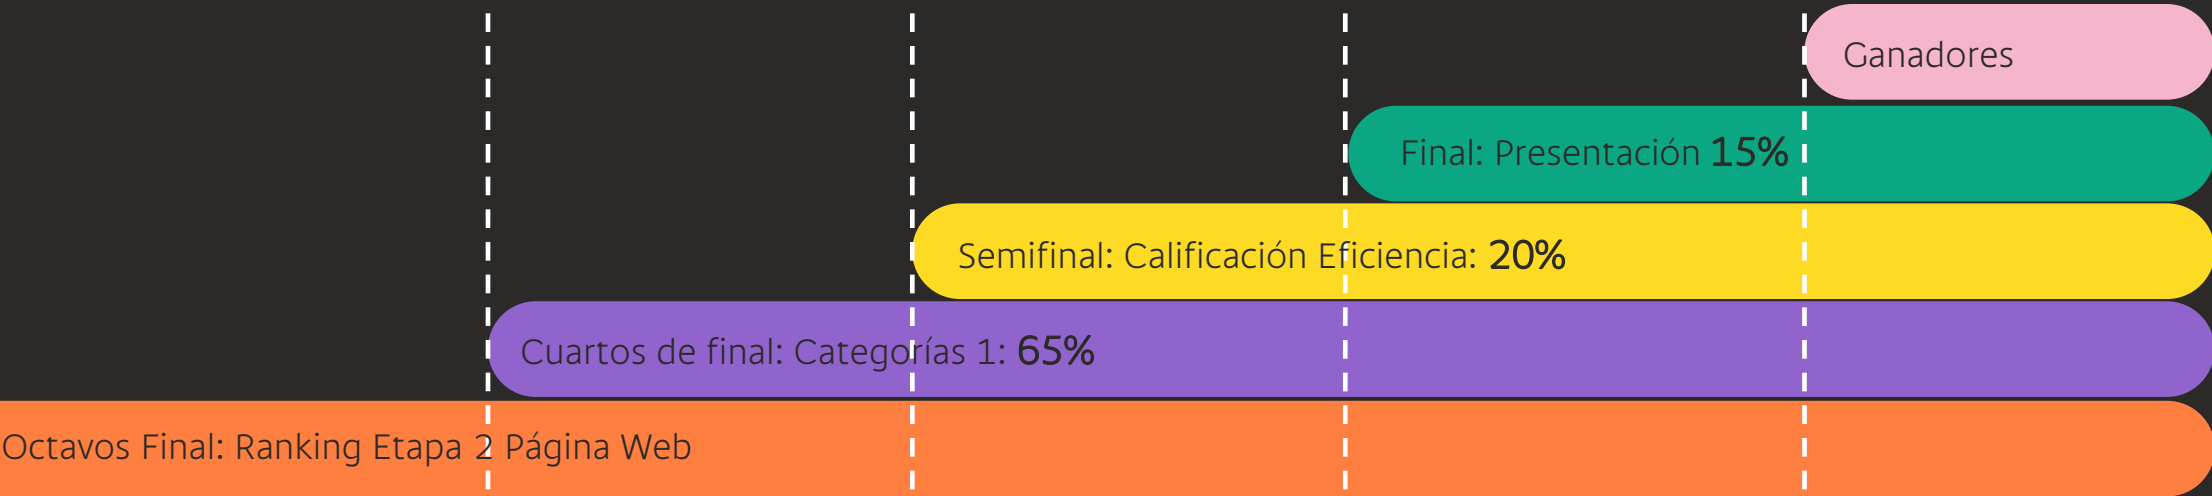 Ganadores
Final: Presentación 15%
Semifinal: Calificación Eficiencia: 20%
Cuartos de final: Categorías 1: 65%
Octavos Final: Ranking Etapa 2 Página Web